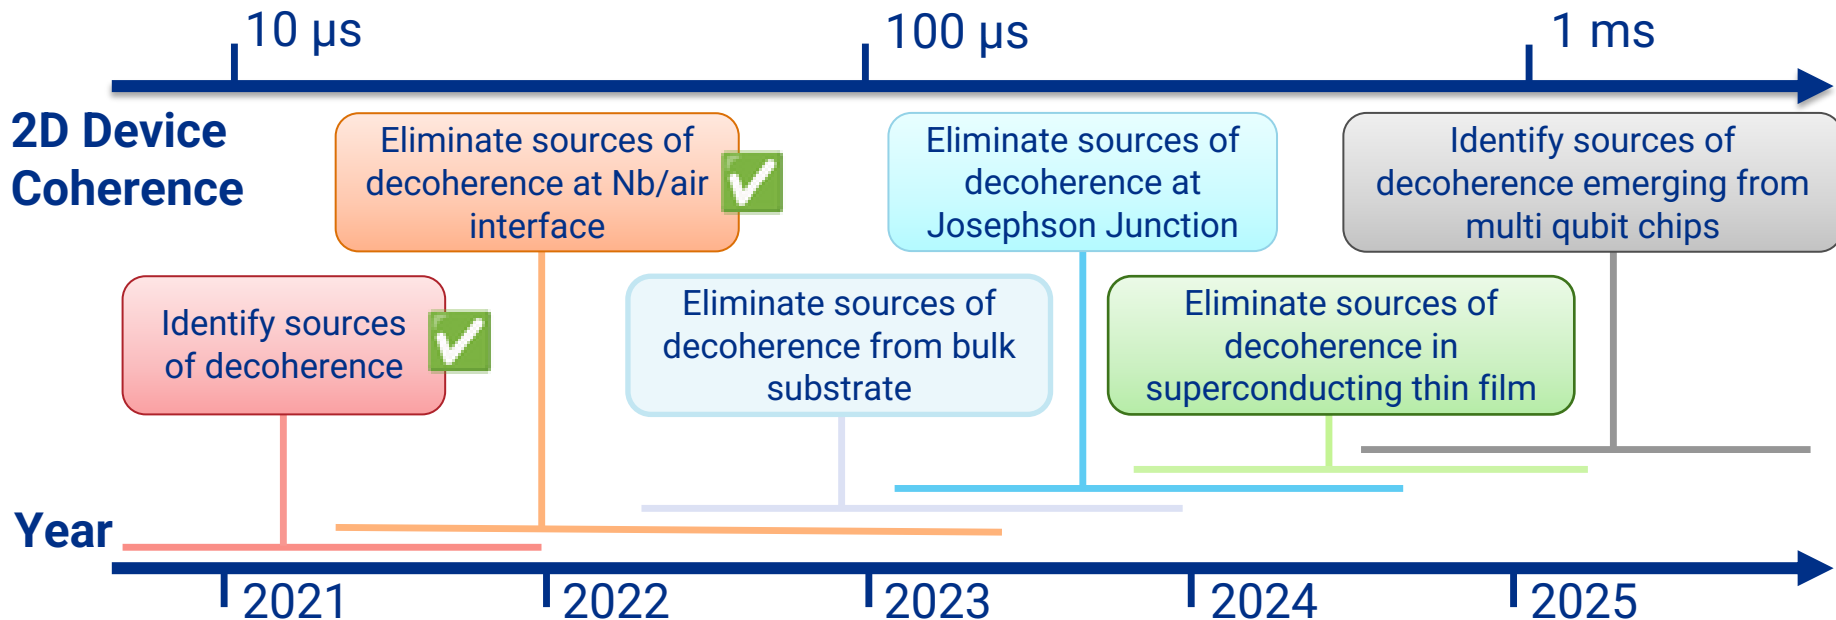 10 µs
100 µs
1 ms
2D Device
Coherence
Eliminate sources of
decoherence at Nb/air
interface
Eliminate sources of
decoherence at
Josephson Junction
Identify sources of
decoherence emerging from
multi qubit chips
Identify sources
of decoherence
Eliminate sources of
decoherence from bulk
substrate
Eliminate sources of
decoherence in
superconducting thin film
Year
2021
2022
2023
2024
2025